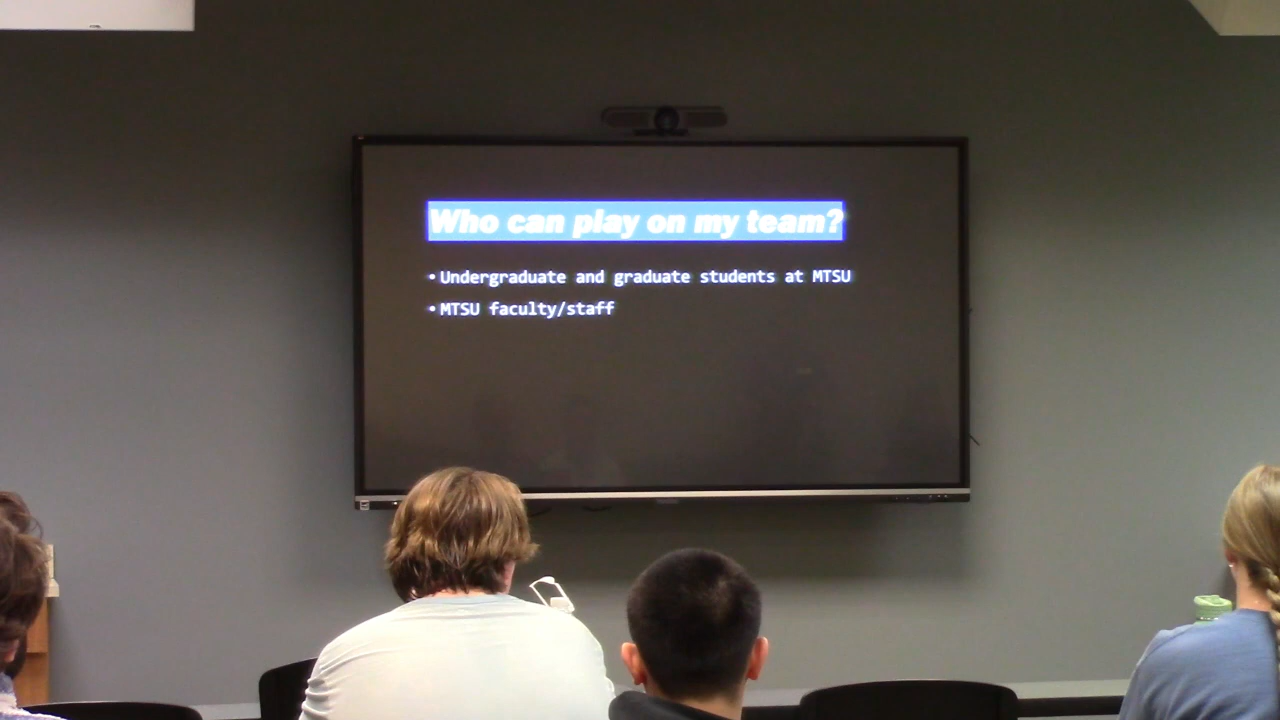 Who can play on my team?
• Undergraduate and graduate students at MTSU
• MTSU faculty/staff